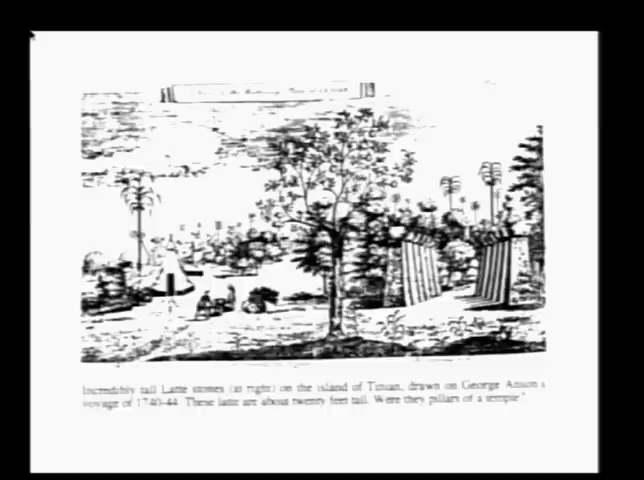 Incredibly tall Latte stones (at right) on the island of Tinian, drawn on George Anson's
voyage of 1740-44. These latte are about twenty feet tall. Were they pillars of a temple?